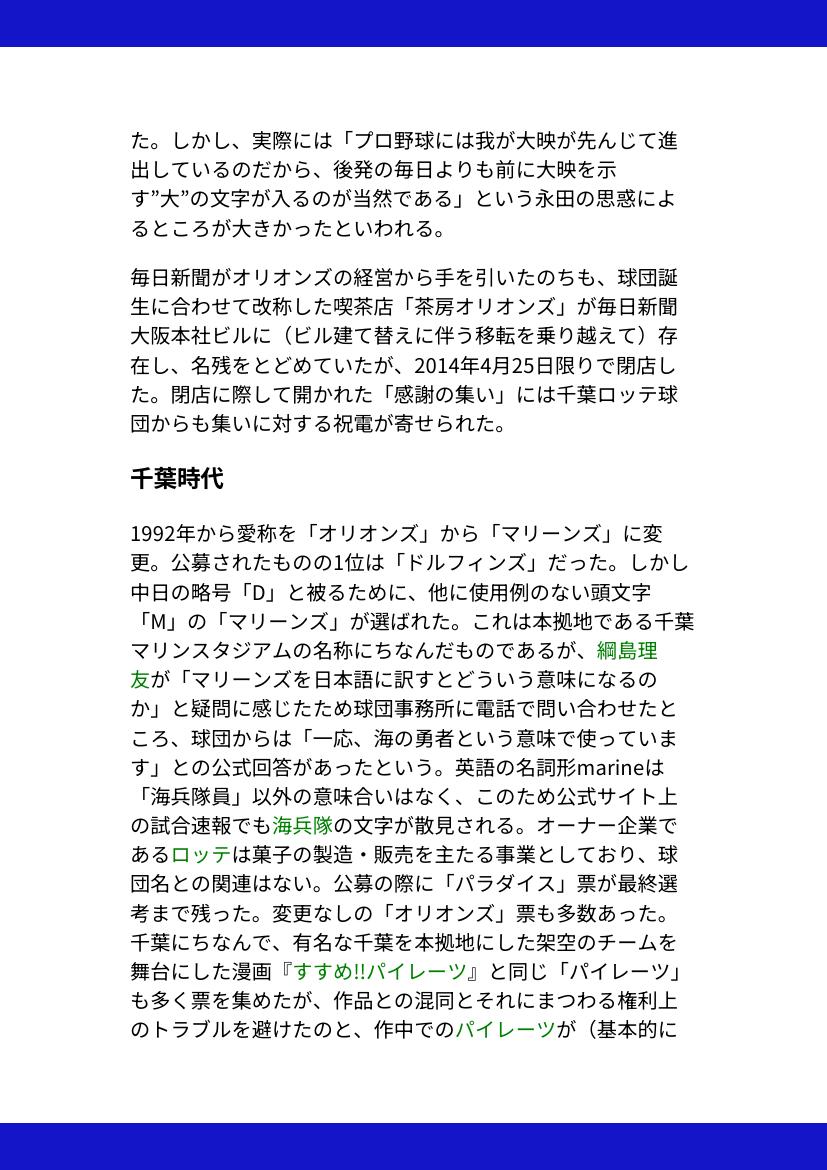 た。しかし、実際には「プロ野球には我が大映が先んじて進
出しているのだから、後発の毎日よりも前に大映を示
す”大”の文字が入るのが当然である」という永田の思惑によ
るところが大きかったといわれる。
毎日新聞がオリオンズの経営から手を引いたのちも、球団誕
生に合わせて改称した喫茶店「茶房オリオンズ」が毎日新聞
大阪本社ビルに（ビル建て替えに伴う移転を乗り越えて）存
在し、名残をとどめていたが、2014年4月25日限りで閉店し
た。閉店に際して開かれた「感謝の集い」には千葉ロッテ球
団からも集いに対する祝電が寄せられた。
千葉時代
1992年から愛称を「オリオンズ」から「マリーンズ」に変
更。公募されたものの1位は「ドルフィンズ」だった。しかし
中日の略号「D」と被るために、他に使用例のない頭文字
「M」の「マリーンズ」が選ばれた。これは本拠地である千葉
マリンスタジアムの名称にちなんだものであるが、綱島理
友が「マリーンズを日本語に訳すとどういう意味になるの
か」と疑問に感じたため球団事務所に電話で問い合わせたと
ころ、球団からは「一応、海の勇者という意味で使っていま
す」との公式回答があったという。英語の名詞形marineは
「海兵隊員」以外の意味合いはなく、このため公式サイト上
の試合速報でも海兵隊の文字が散見される。オーナー企業で
あるロッテは菓子の製造・販売を主たる事業としており、球
団名との関連はない。公募の際に「パラダイス」票が最終選
考まで残った。変更なしの「オリオンズ」票も多数あった。
千葉にちなんで、有名な千葉を本拠地にした架空のチームを
舞台にした漫画『すすめ!!パイレーツ』と同じ「パイレーツ」
も多く票を集めたが、作品との混同とそれにまつわる権利上
のトラブルを避けたのと、作中でのパイレーツが（基本的に